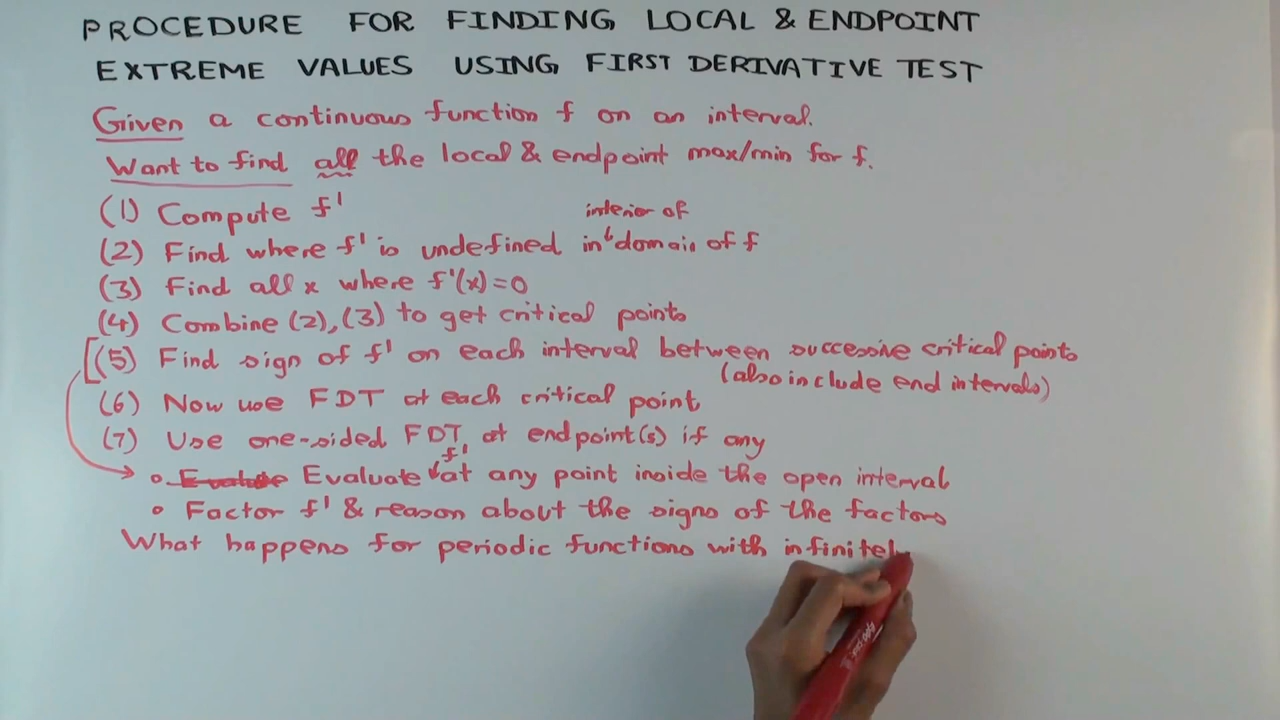 PROCEDURE FOR FINDING LOCAL & ENDPOINT
EXTREME VALUES USING FIRST DERIVATIVE TEST
Given a continuous function f on an interval.
Want to find all the local & endpoint max/min for f.
(1) Compute f'
interior of
(2) Find where f' is undefined in domain of f
(3) Find all x where f'(x)=0
(4) Combine (2),(3) to get critical points
(5) Find sign of f' on each interval between successive critical points
(also include end intervals)
(6) Now use FDT at each critical point,
(7) Use one-sided FDT, at endpoint(s) if any
f'
Evaluate Evaluate at any point inside the open interval
Factor f' & reason about the signs of the factors
What happens for periodic functions with infinitely
expo